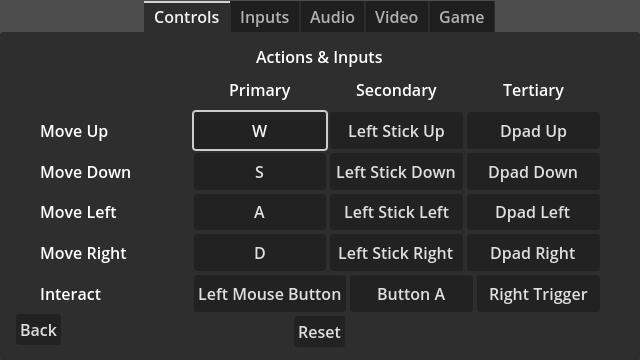 Controls Inputs Audio Video Game
Actions & Inputs
Primary Secondary Tertiary
Move Up W Left Stick Up Dpad Up
Move Down S Left Stick Down Dpad Down
Move Left A Left Stick Left Dpad Left
Move Right D Left Stick Right Dpad Right
Interact Left Mouse Button Button A Right Trigger
Back Reset